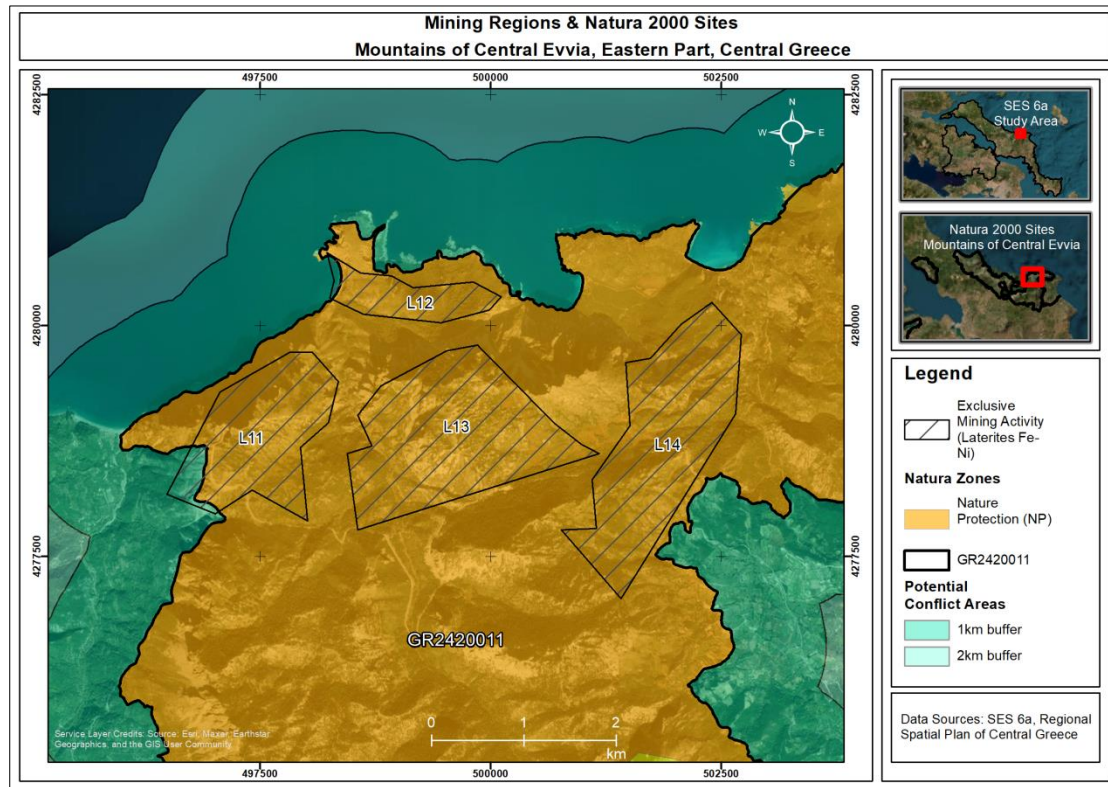 Mining Regions & Natura 2000 Sites
Mountains of Central Evvia, Eastern Part, Central Greece
497500
500000
502500
4282500
4282500
N
W
E
S
L12
4280000
4280000
L11
L13
L14
4277500
4277500
GR2420011
0
1
2
km
Service Layer Credits: Source: Esri, Maxar, Earthstar
Geographics, and the GIS User Community
497500
500000
502500
SES 6a
Study Area
Natura 2000 Sites
Mountains of Central Evvia
Legend
Exclusive
Mining Activity
(Laterites Fe-
Ni)
Natura Zones
Nature
Protection (NP)
GR2420011
Potential
Conflict Areas
1km buffer
2km buffer
Data Sources: SES 6a, Regional
Spatial Plan of Central Greece